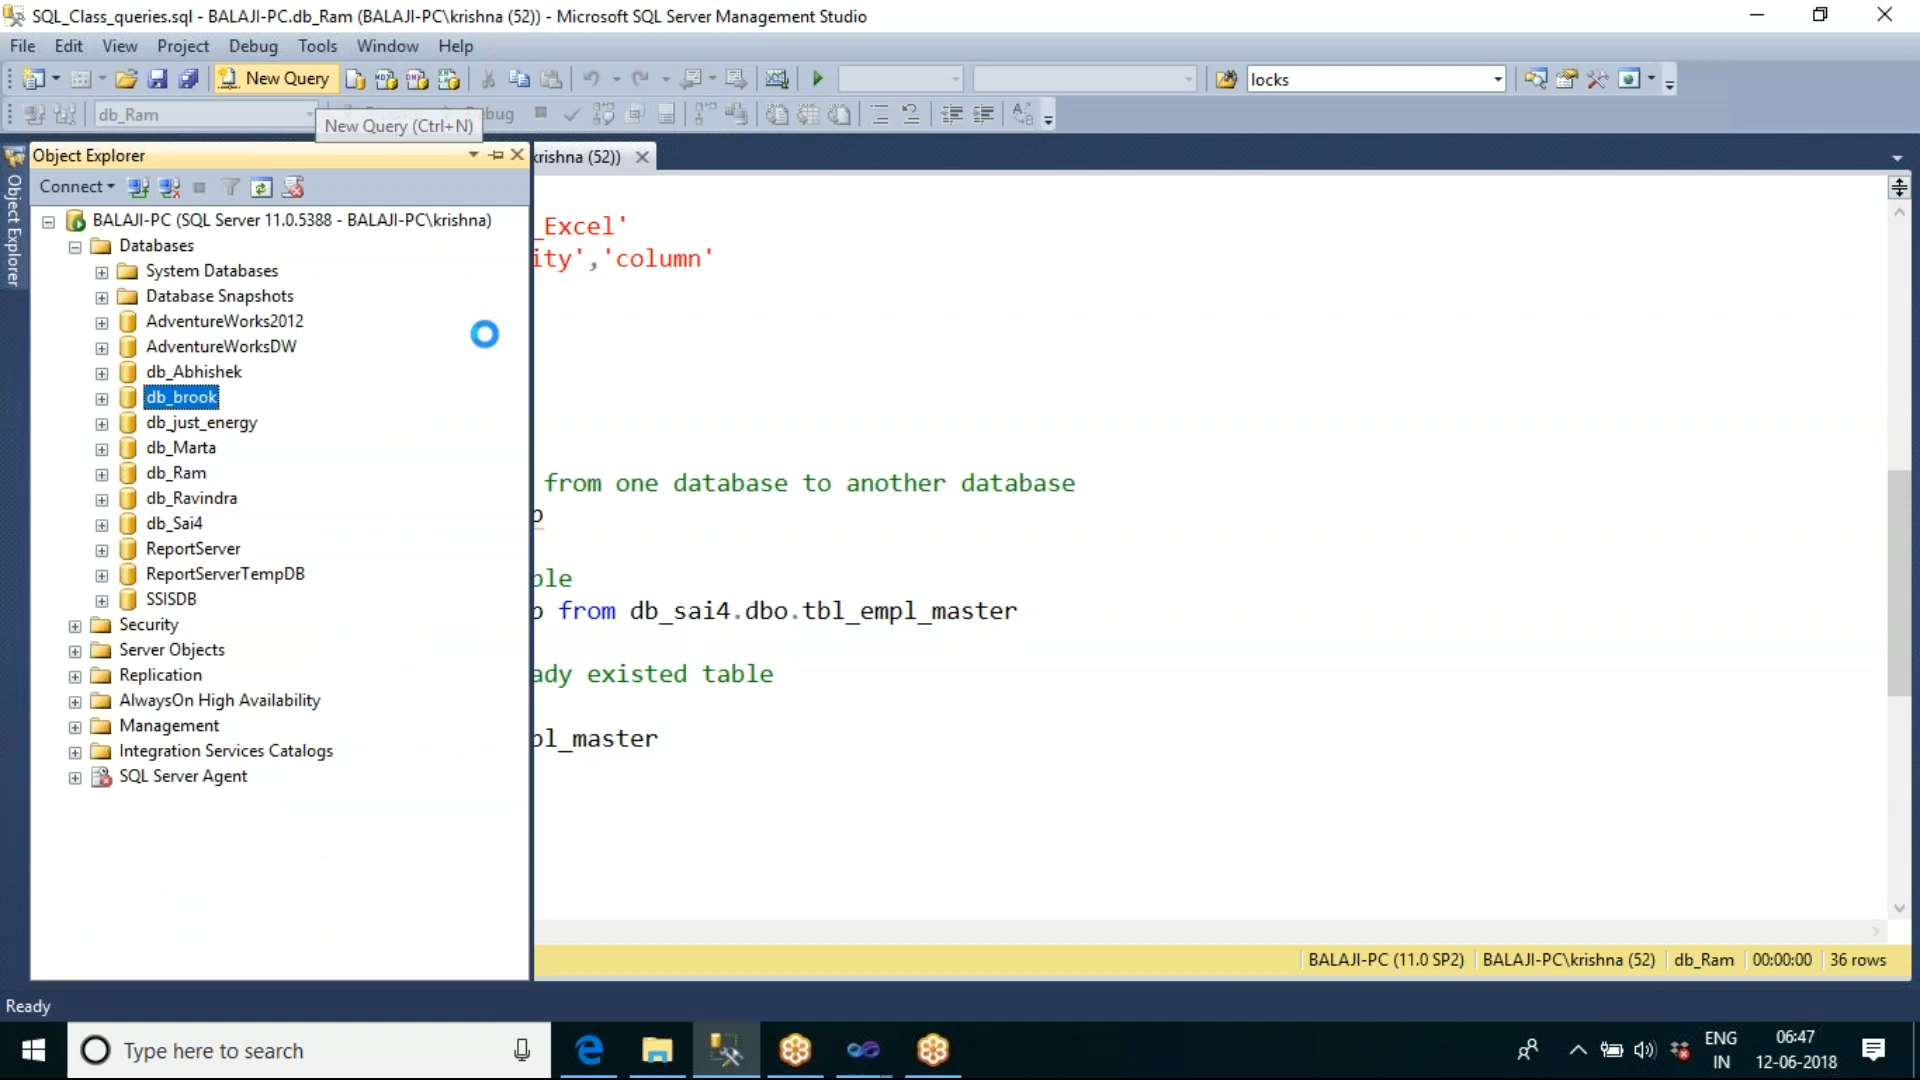 SQL_Class_queries.sql - BALAJI-PC.db_Ram (BALAJI-PC\krishna (52)) - Microsoft SQL Server Management Studio
File Edit View Project Debug Tools Window Help
New Query locks
db_Ram ebug
New Query (Ctrl+N)
Object Explorer
krishna (52))
Object Explorer
Connect
BALAJI-PC (SQL Server 11.0.5388 - BALAJI-PC\krishna)
Databases
System Databases
Database Snapshots
AdventureWorks2012
AdventureWorksDW
db_Abhishek
db_brook
db_just_energy
db_Marta
db_Ram
db_Ravindra
db_Sai4
ReportServer
ReportServerTempDB
SSISDB
Security
Server Objects
Replication
AlwaysOn High Availability
Management
Integration Services Catalogs
SQL Server Agent
_Excel'
ity','column'
from one database to another database
p
ble
p from db_sai4.dbo.tbl_empl_master
ady existed table
pl_master
BALAJI-PC (11.0 SP2) BALAJI-PC\krishna (52) db_Ram 00:00:00 36 rows
Ready
Type here to search
ENG
IN
06:47
12-06-2018